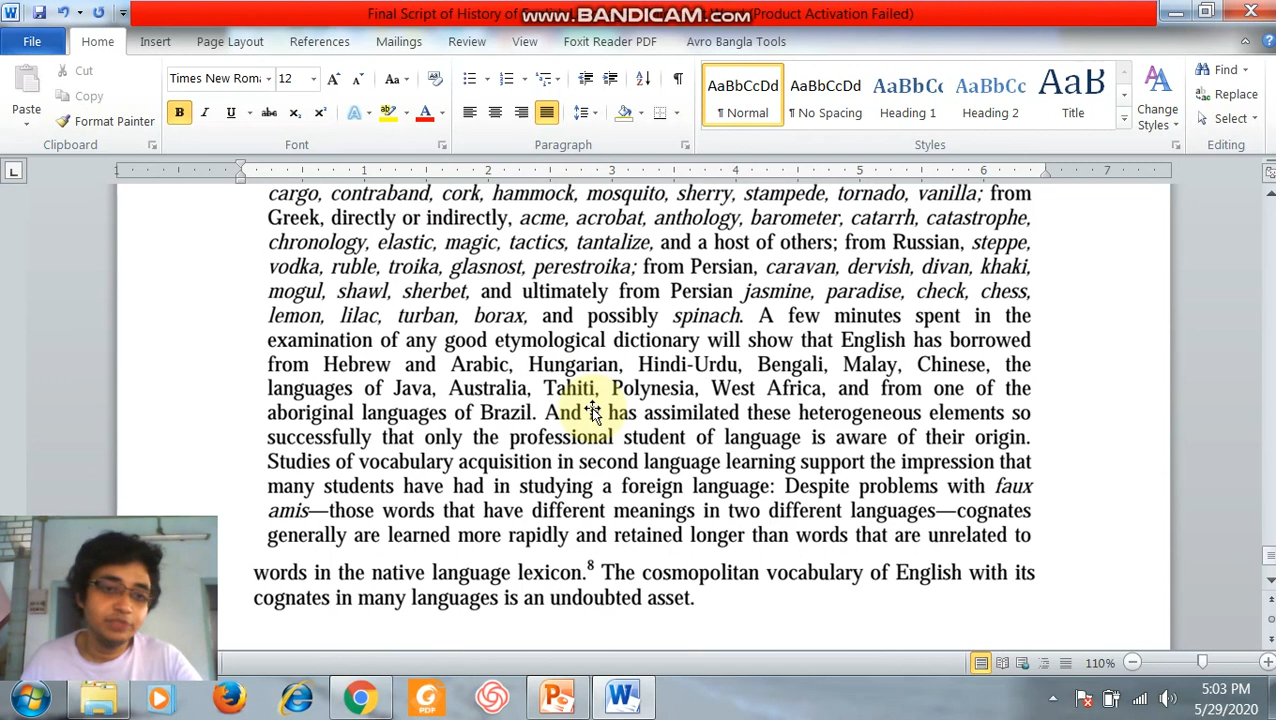 Final Script of History of English
(Product Activation Failed)
www.BANDICAM.com
File
Home
Insert
Page Layout
References
Mailings
Review
View
Foxit Reader PDF
Avro Bangla Tools
Paste
Cut
Copy
Format Painter
Clipboard
Times New Roma
12
Font
Paragraph
AaBbCcDd
¶ Normal
AaBbCcDd
¶ No Spacing
AaBbCc
Heading 1
AaBbCc
Heading 2
AaB
Title
Change
Styles
Styles
Find
Replace
Select
Editing
1 1 2 3 4 5 6 7
cargo, contraband, cork, hammock, mosquito, sherry, stampede, tornado, vanilla; from
Greek, directly or indirectly, acme, acrobat, anthology, barometer, catarrh, catastrophe,
chronology, elastic, magic, tactics, tantalize, and a host of others; from Russian, steppe,
vodka, ruble, troika, glasnost, perestroika; from Persian, caravan, dervish, divan, khaki,
mogul, shawl, sherbet, and ultimately from Persian jasmine, paradise, check, chess,
lemon, lilac, turban, borax, and possibly spinach. A few minutes spent in the
examination of any good etymological dictionary will show that English has borrowed
from Hebrew and Arabic, Hungarian, Hindi-Urdu, Bengali, Malay, Chinese, the
languages of Java, Australia, Tahiti, Polynesia, West Africa, and from one of the
aboriginal languages of Brazil. And it has assimilated these heterogeneous elements so
successfully that only the professional student of language is aware of their origin.
Studies of vocabulary acquisition in second language learning support the impression that
many students have had in studying a foreign language: Despite problems with faux
amis—those words that have different meanings in two different languages—cognates
generally are learned more rapidly and retained longer than words that are unrelated to
words in the native language lexicon.8 The cosmopolitan vocabulary of English with its
cognates in many languages is an undoubted asset.
110%
5:03 PM
5/29/2020